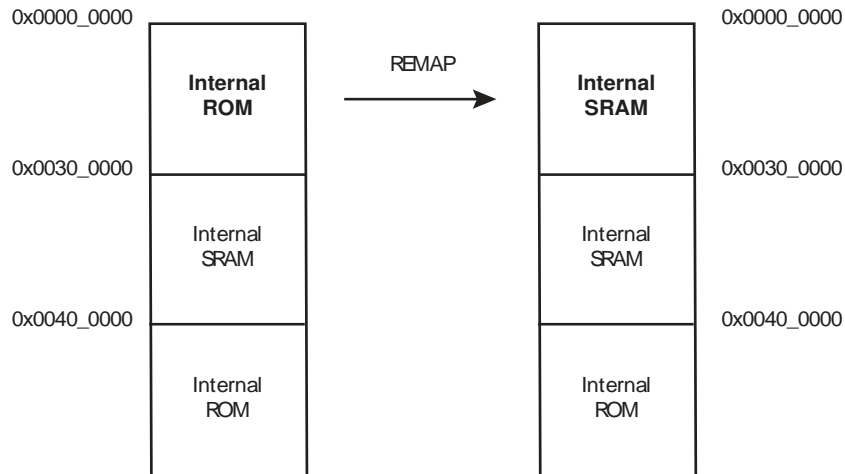 0x0000_0000
0x0000_0000
REMAP
Internal
ROM
Internal
SRAM
0x0030_0000
0x0030_0000
Internal
SRAM
Internal
SRAM
0x0040_0000
0x0040_0000
Internal
ROM
Internal
ROM